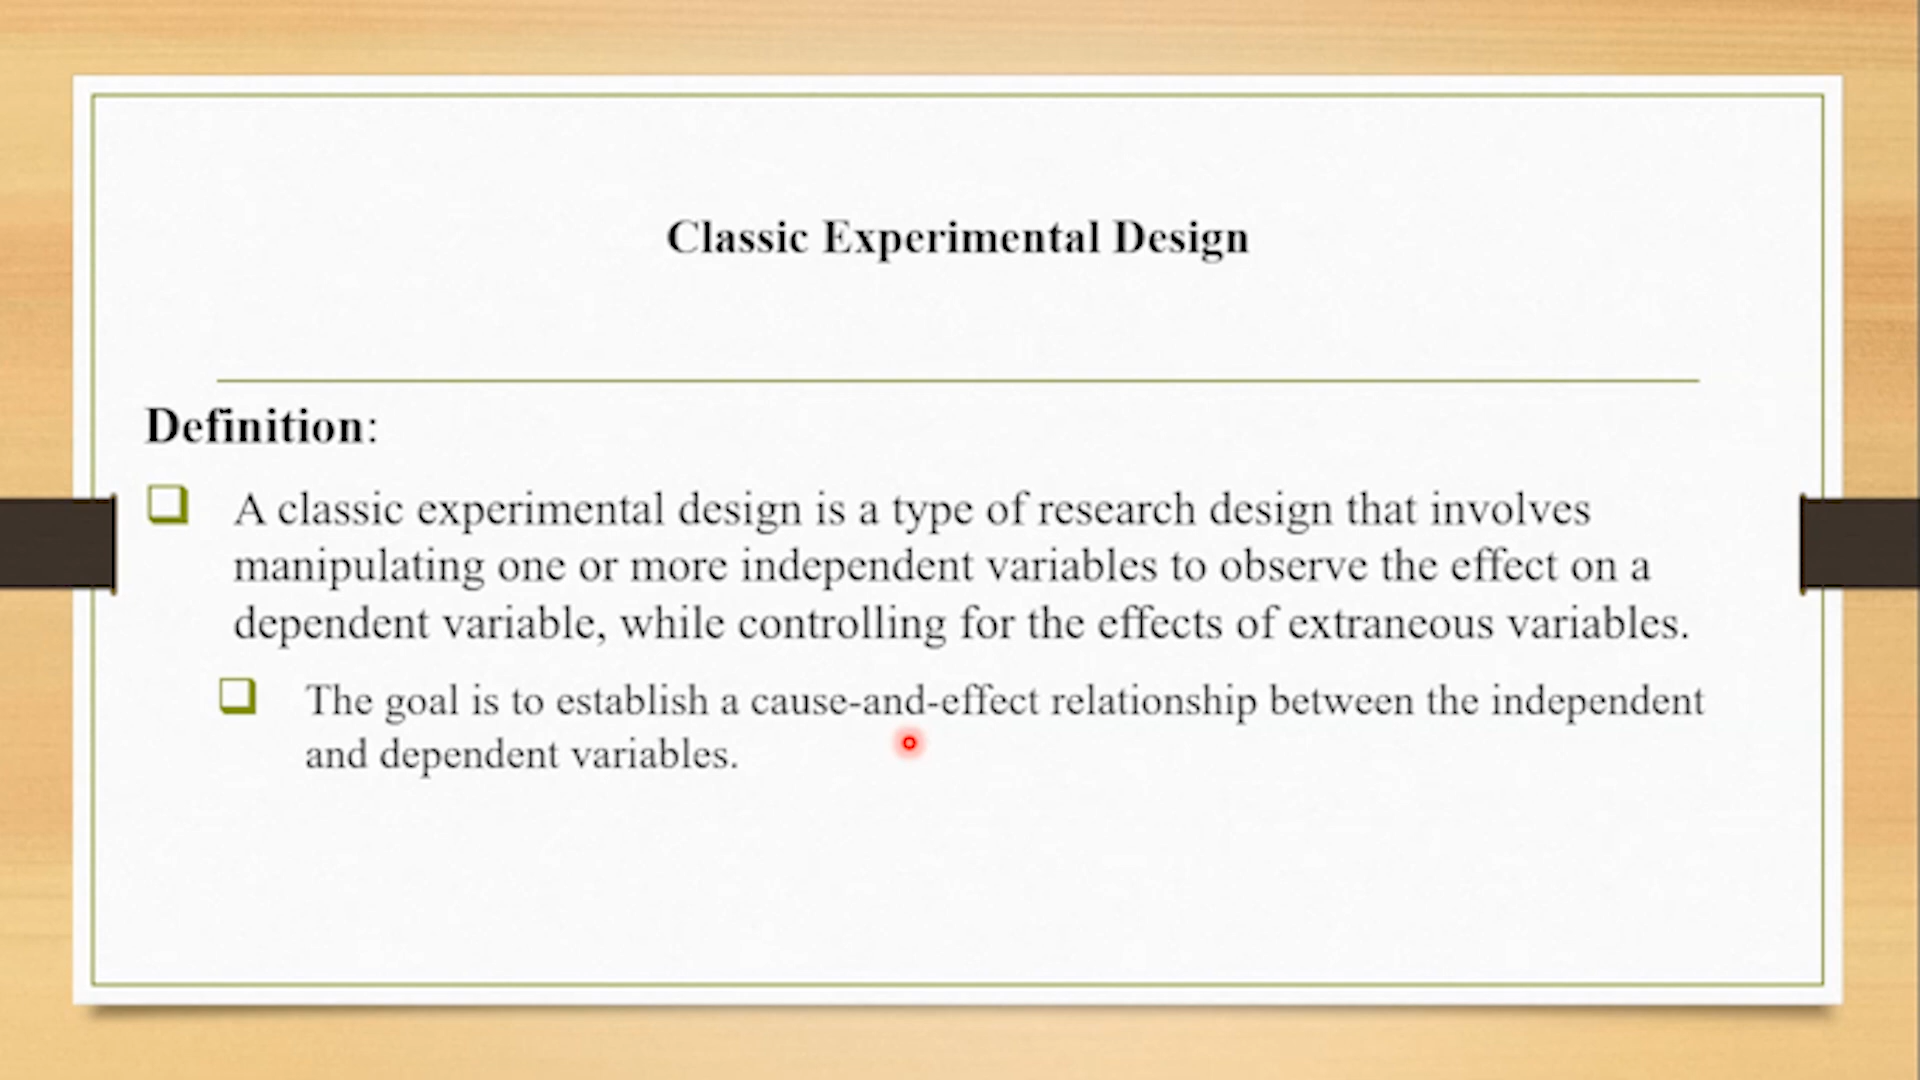 Classic Experimental Design
Definition:
A classic experimental design is a type of research design that involves
manipulating one or more independent variables to observe the effect on a
dependent variable, while controlling for the effects of extraneous variables.
The goal is to establish a cause-and-effect relationship between the independent
and dependent variables.